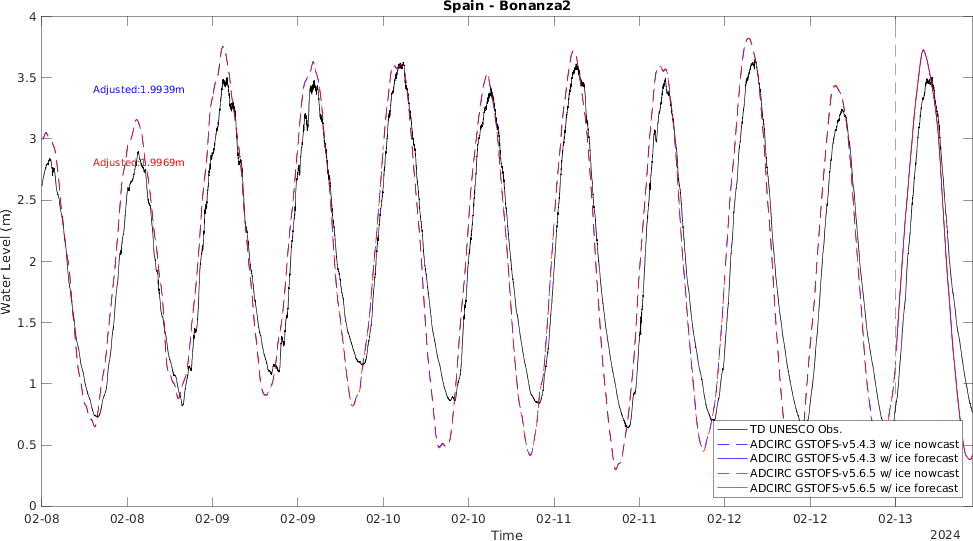 Spain - Bonanza2
4
3.5
3
2.5
2
1.5
1
0.5
0
Water Level (m)
Adjusted:1.9939m
Adjusted:1.9969m
TD UNESCO Obs.
ADCIRC GSTOFS-v5.4.3 w/ ice nowcast
ADCIRC GSTOFS-v5.4.3 w/ ice forecast
ADCIRC GSTOFS-v5.6.5 w/ ice nowcast
ADCIRC GSTOFS-v5.6.5 w/ ice forecast
02-08 02-08 02-09 02-09 02-10 02-10 02-11 02-11 02-12 02-12 02-13
Time
2024